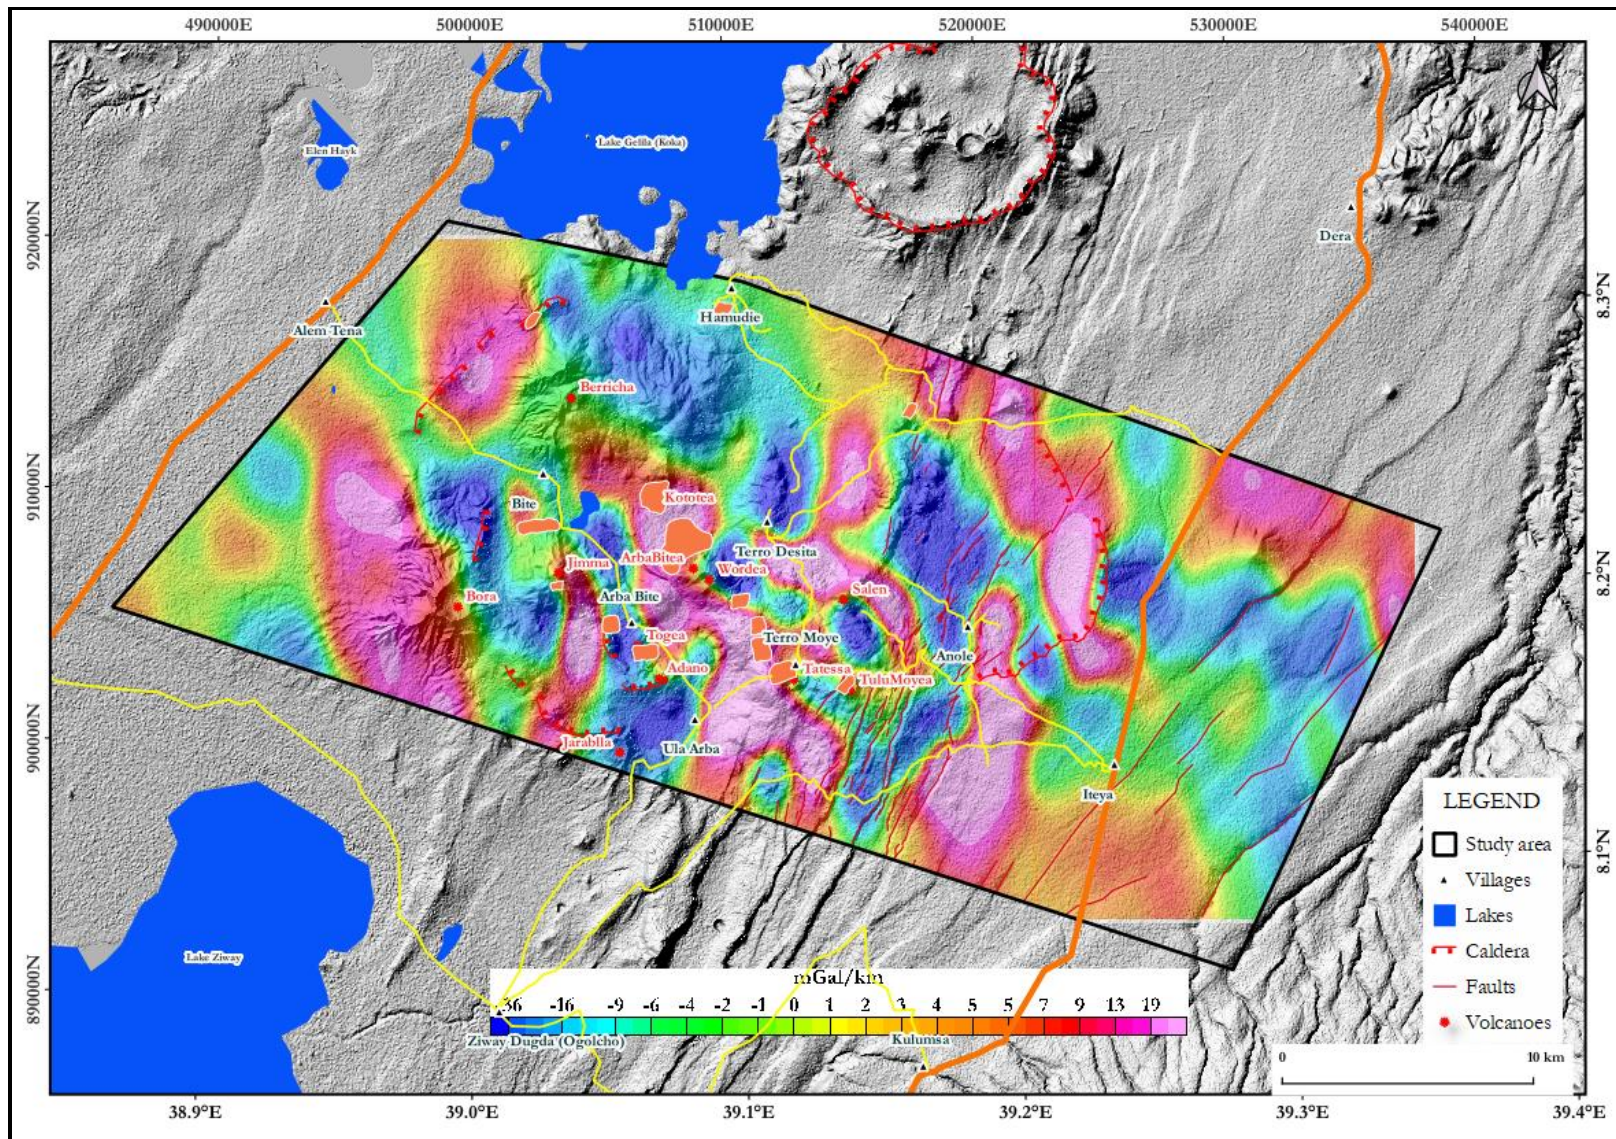 490000E 500000E 510000E 520000E 530000E 540000E
Elen Hayk
Lake Gelila (Koka)
920000N
Dera
8.3°N
Alem Tena
Hamudie
Berricha
910000N
Bite
Kototea
Terro Desita
ArbaBitea
Jimma
Wordea
8.2°N
Bora
Arba Bite
Salen
Togea
Terro Moye
Anole
Adano
Tatessa
TuluMoyea
900000N
Jarablla
Ula Arba
Iteya
LEGEND
Study area
Villages
Lakes
Caldera
Faults
Volcanoes
8.1°N
Lake Ziway
890000N
mGal/km
-36 -16 -9 -6 -4 -2 -1 0 1 2 3 4 5 5 7 9 13 19
Ziway Dugda (Ogolcho)
Kulumsa
0 10 km
38.9°E 39.0°E 39.1°E 39.2°E 39.3°E 39.4°E